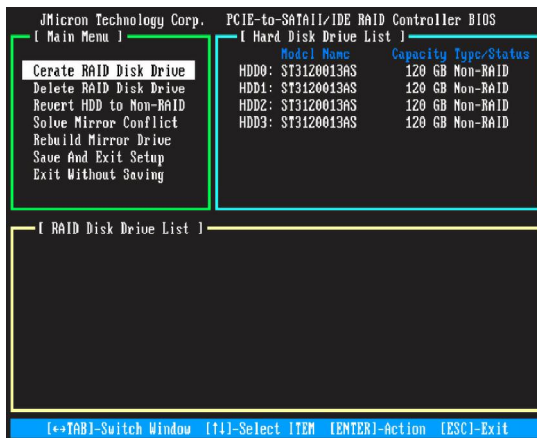 JMicron Technology Corp. PCIE-to-SATAII/IDE RAID Controller BIOS
[ Main Menu ]
Cerate RAID Disk Drive
Delete RAID Disk Drive
Revert HDD to Non-RAID
Solve Mirror Conflict
Rebuild Mirror Drive
Save And Exit Setup
Exit Without Saving
[ Hard Disk Drive List ]
Model Name Capacity Type/Status
HDD0: ST3120013AS 120 GB Non-RAID
HDD1: ST3120013AS 120 GB Non-RAID
HDD2: ST3120013AS 120 GB Non-RAID
HDD3: ST3120013AS 120 GB Non-RAID
[ RAID Disk Drive List ]
[↔TAB]-Switch Window [↑↓]-Select ITEM [ENTER]-Action [ESC]-Exit